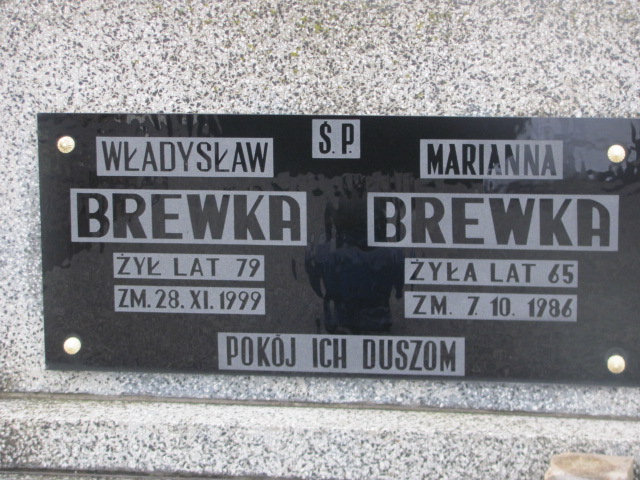 Ś. P.
WŁADYSŁAW
BREWKA
ŻYŁ LAT 79
ZM. 28. XI. 1999
MARIANNA
BREWKA
ŻYŁA LAT 65
ZM. 7. 10. 1986
POKÓJ ICH DUSZOM